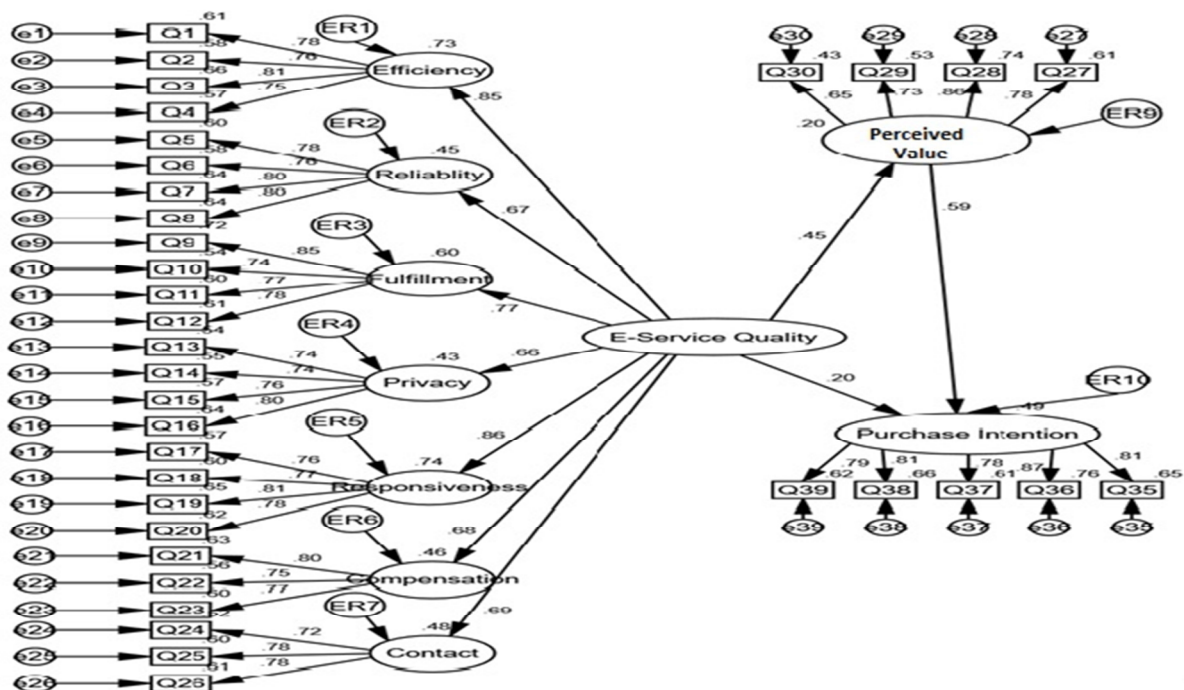 .61
e1 Q1 .78 ER1 .73
.58
e2 Q2 .76 Efficiency
.66
e3 Q3 .81
.75
.57
e4 Q4 .85
.60 ER2
e5 Q5 .78 .45
.58
e6 Q6 .76 Reliablity
.64
e7 Q7 .80
.80
.64
e8 Q8 .67
.72
e9 Q9 .85 ER3 .60
.54
e10 Q10 .74 Fulfillment
.60
e11 Q11 .77
.78 .77
.61
e12 Q12 ER4
.54
e13 Q13 .74 .43 .66
.55
e14 Q14 .74 Privacy
.57
e15 Q15 .76
.80
.64
e16 Q16 ER5 .86
.57
e17 Q17 .76 .74
.60
e18 Q18 .77 Responsiveness
.65
e19 Q19 .81
.78
.62
e20 Q20 ER6 .68
.63
e21 Q21 .80 .46
.66
e22 Q22 .75 Compensation
.77
.60
e23 Q23 ER7 .69
e24 Q24 .72 .48
.60
e25 Q25 .78 Contact
.78
.61
e26 Q26
E-Service Quality
e30 e29 e28 e27
.43 .53 .74 .61
Q30 Q29 Q28 Q27
.65 .73 .86 .78
.20 ER9
Perceived
Value
.59
.45
.20
ER10
.49
Purchase Intention
.79 .81 .78 .87 .81
.62 .66 .61 .76 .65
Q39 Q38 Q37 Q36 Q35
e39 e38 e37 e36 e35